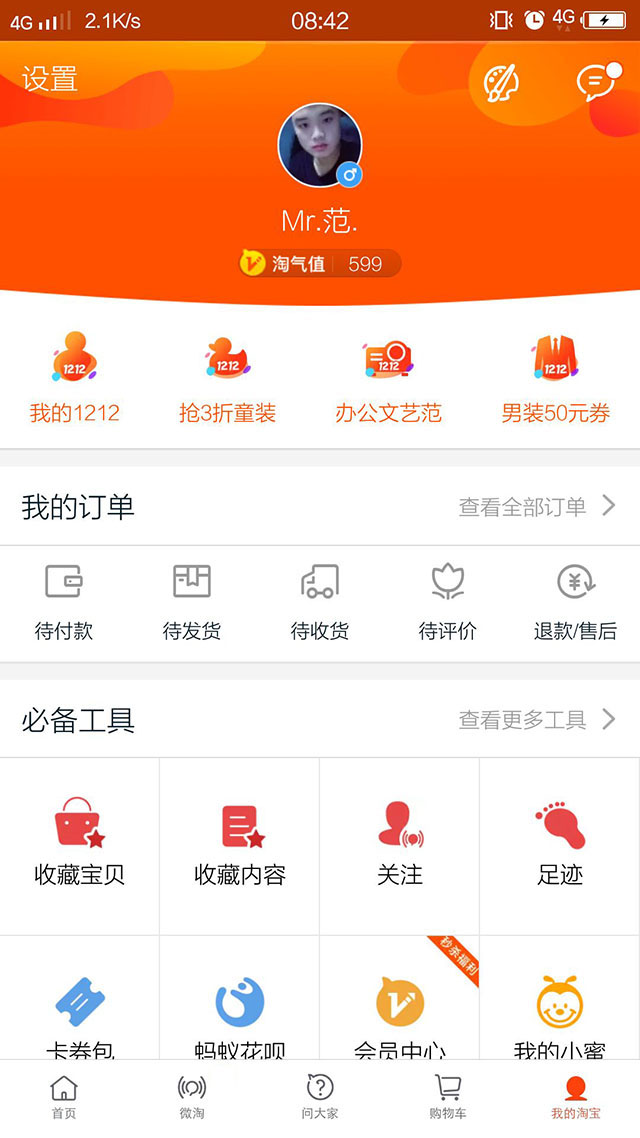 4G 2.1K/s 08:42 4G
设置
Mr.范.
淘气值 599
1212 1212 1212 1212
我的1212 抢3折童装 办公文艺范 男装50元券
我的订单 查看全部订单
待付款 待发货 待收货 待评价 退款/售后
必备工具 查看更多工具
收藏宝贝 收藏内容 关注 足迹
秒杀福利
卡券包 蚂蚁花呗 会员中心 我的小蜜
首页 微淘 问大家 购物车 我的淘宝